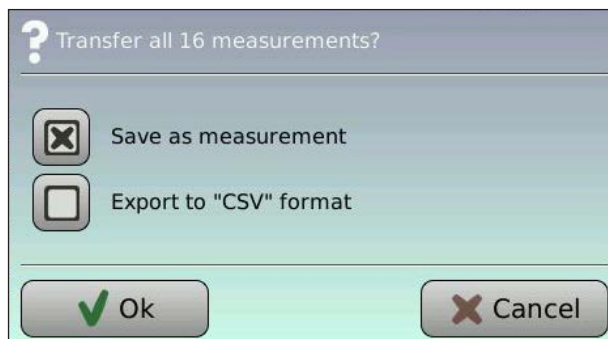 Transfer all 16 measurements?
Save as measurement
Export to "CSV" format
Ok
Cancel